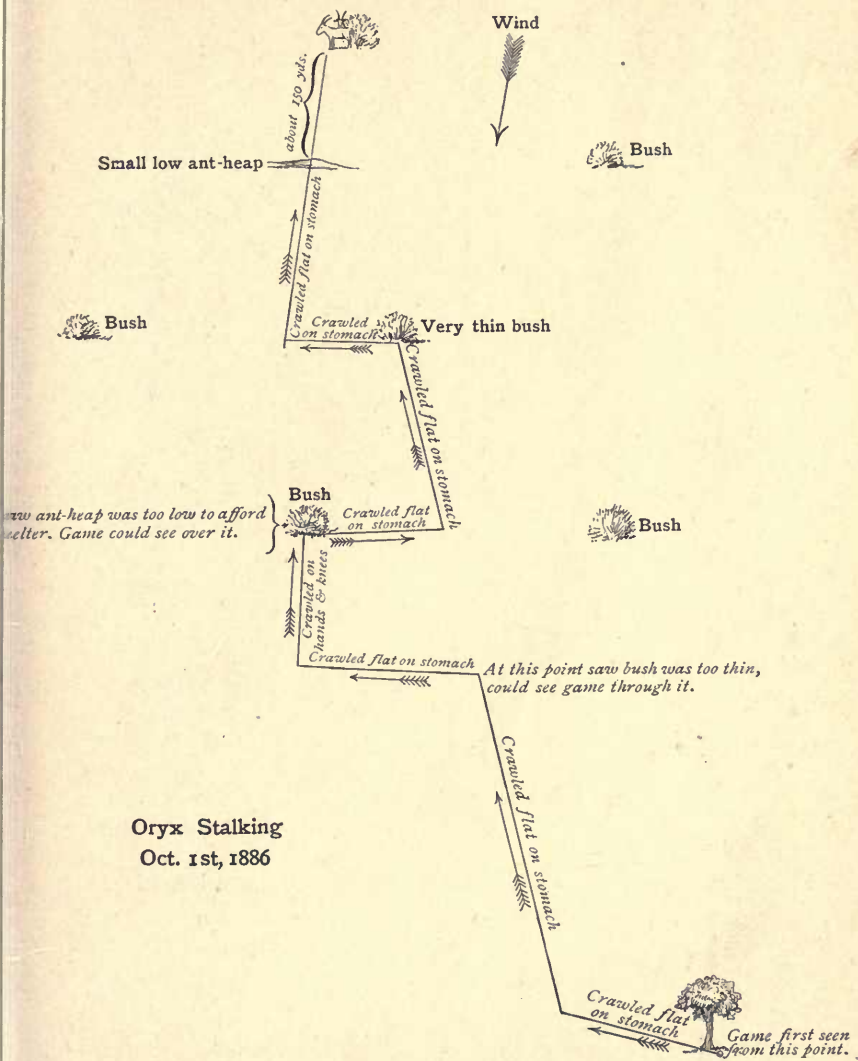 Wind
about 150 yds.
Small low ant-heap
Bush
Crawled flat on stomach
Bush
Crawled
on stomach
Very thin bush
Crawled flat on stomach
Bush
aw ant-heap was too low to afford
elter. Game could see over it.
Crawled flat
on stomach
Bush
Crawled on
hands & knees
Crawled flat on stomach
At this point saw bush was too thin,
could see game through it.
Crawled flat on stomach
Oryx Stalking
Oct. 1st, 1886
Crawled flat
on stomach
Game first seen
from this point.